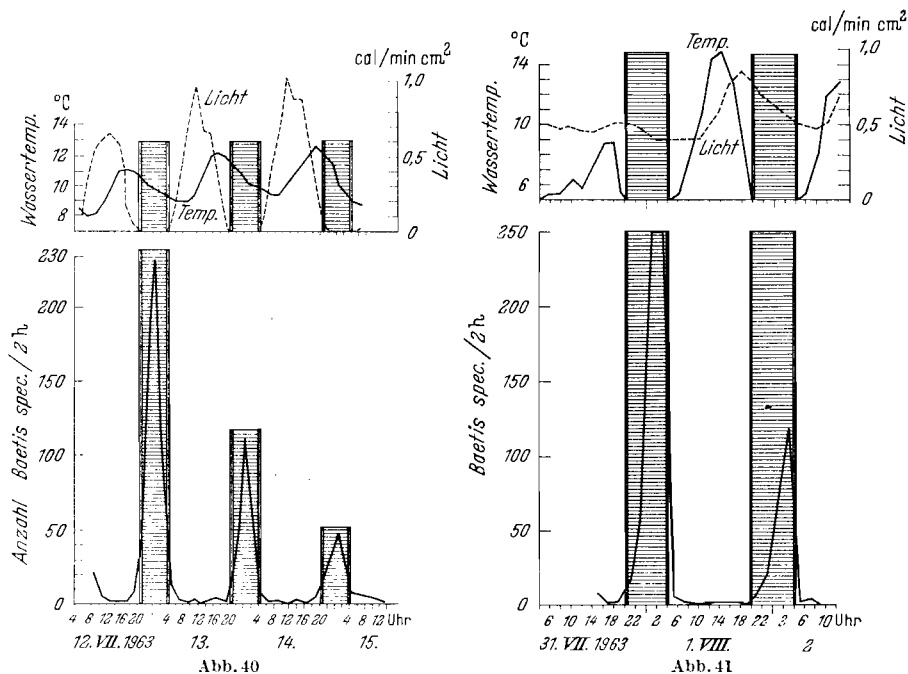 cal/min cm²
°C
Wassertemp.
14
12
10
8
Licht
Temp.
1,0
0,5
0
Licht
Anzahl Baetis spec./2h
230
200
150
100
50
0
4 8 12 16 20 4 8 12 16 20 4 8 12 16 20 4 8 12 Uhr
12. VII. 1963 13. 14. 15.
Abb. 40
cal/min cm²
°C
Wassertemp.
14
10
6
Temp.
Licht
1,0
0,5
0
Licht
Baetis spec./2h
250
200
150
100
50
0
6 10 14 18 22 2 6 10 14 18 22 2 6 10 Uhr
31. VII. 1963 1. VIII. 2
Abb. 41